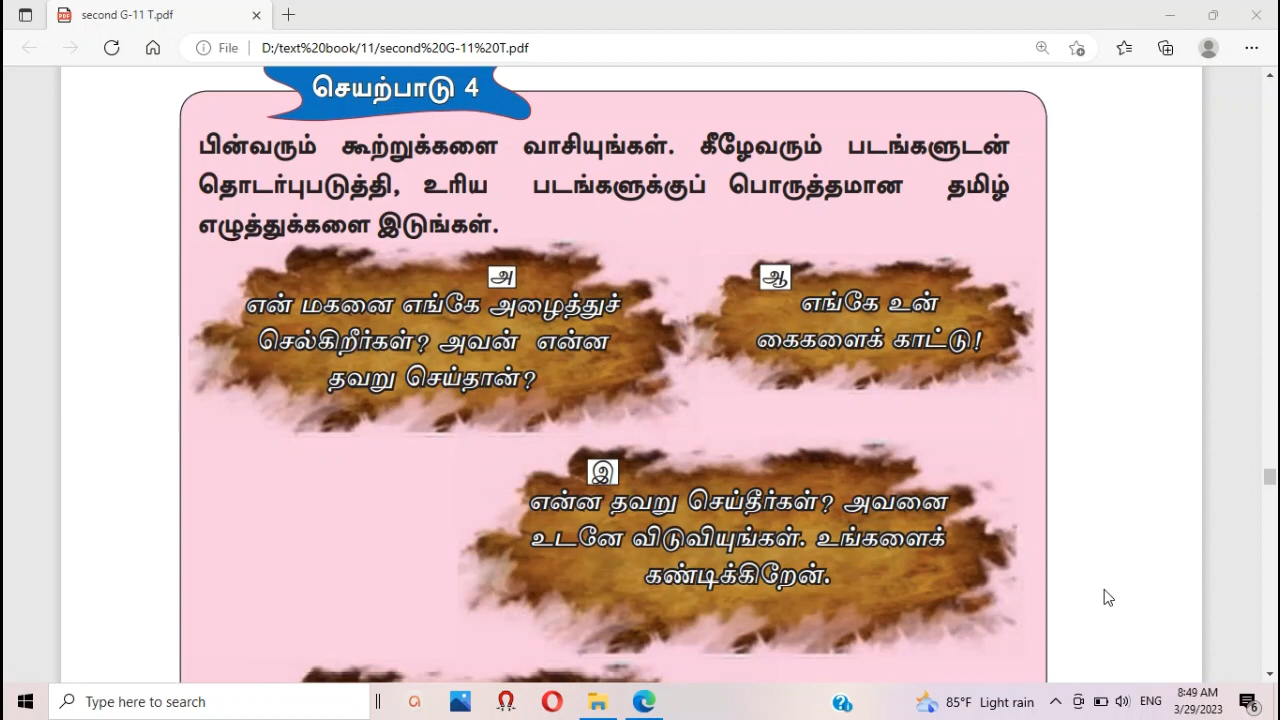 second G-11 T.pdf
File
D:/text%20book/11/second%20G-11%20T.pdf
செயற்பாடு 4
பின்வரும் கூற்றுக்களை வாசியுங்கள். கீழேவரும் படங்களுடன்
தொடர்புபடுத்தி, உரிய படங்களுக்குப் பொருத்தமான தமிழ்
எழுத்துக்களை இடுங்கள்.
அ
என் மகனை எங்கே அழைத்துச்
செல்கிறீர்கள்? அவன் என்ன
தவறு செய்தான்?
ஆ
எங்கே உன்
கைகளைக் காட்டு!
இ
என்ன தவறு செய்தீர்கள்? அவனை
உடனே விடுவியுங்கள். உங்களைக்
கண்டிக்கிறேன்.
Type here to search
85°F Light rain
ENG
8:49 AM
3/29/2023
6